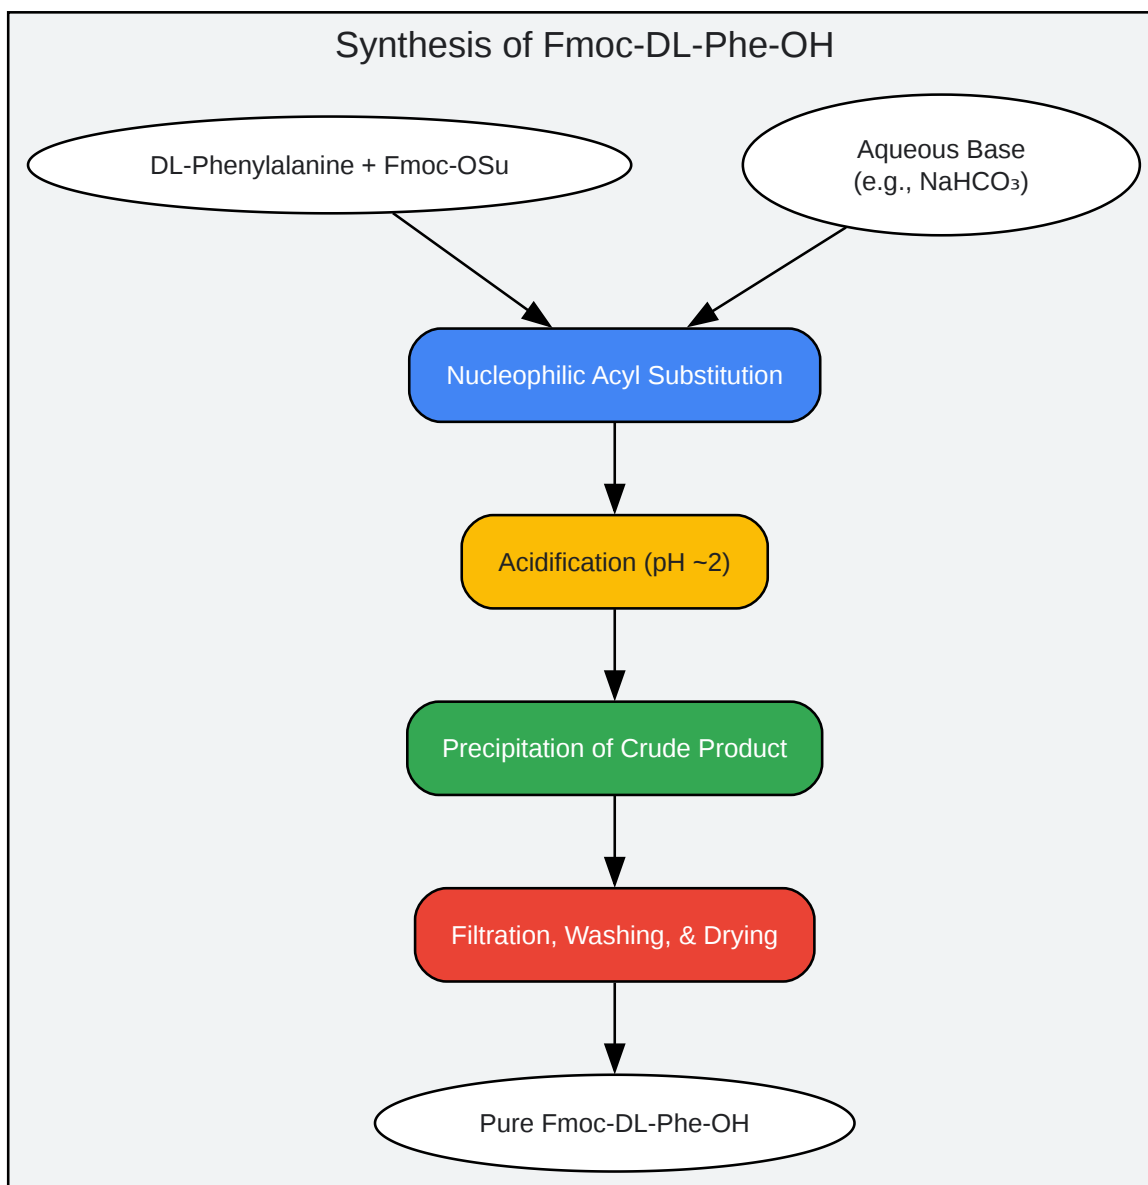 Synthesis of Fmoc-DL-Phe-OH
DL-Phenylalanine + Fmoc-OSu
Aqueous Base
(e.g., NaHCO₃)
Nucleophilic Acyl Substitution
Acidification (pH ~2)
Precipitation of Crude Product
Filtration, Washing, & Drying
Pure Fmoc-DL-Phe-OH